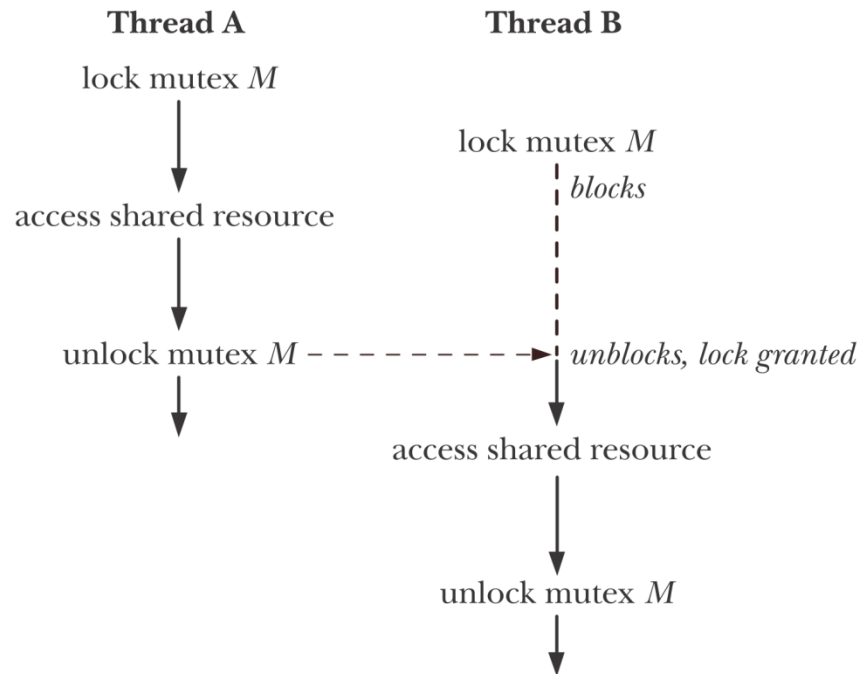 Thread A
Thread B
lock mutex M
lock mutex M
blocks
access shared resource
unlock mutex M
unblocks, lock granted
access shared resource
unlock mutex M